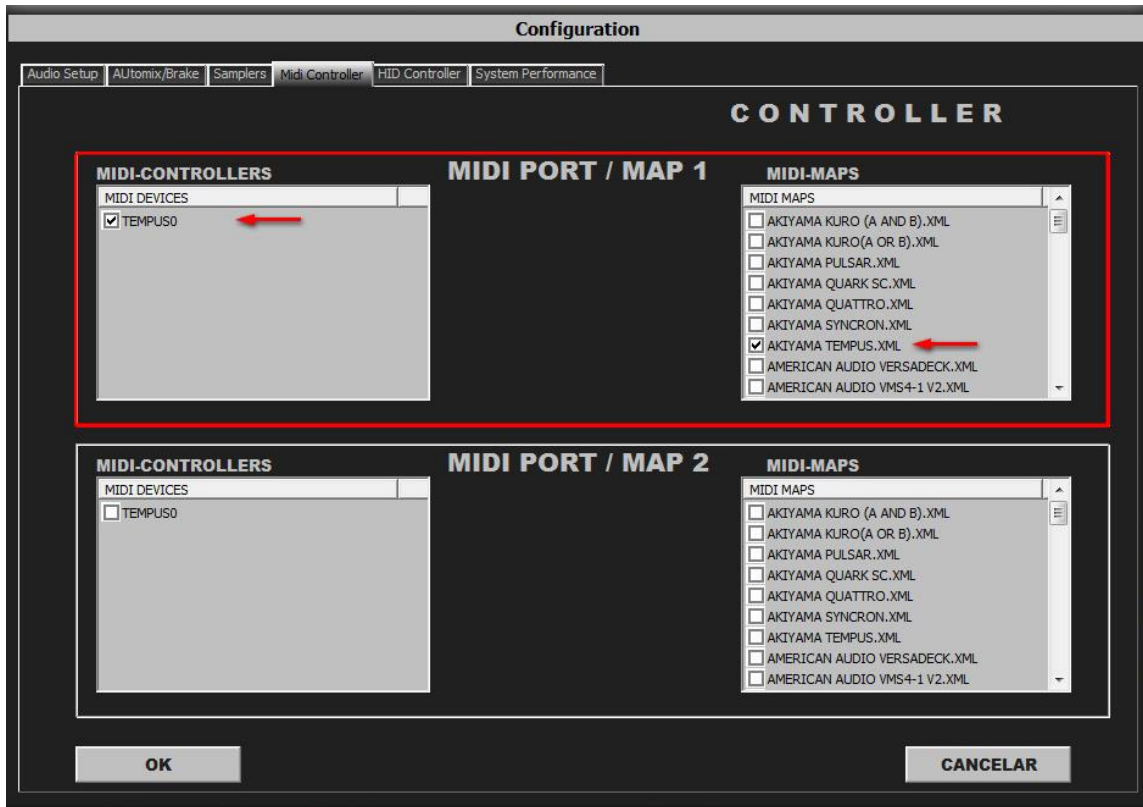 Configuration
Audio Setup AUtomix/Brake Samplers Midi Controller HID Controller System Performance
CONTROLLER
MIDI-CONTROLLERS
MIDI DEVICES
TEMPUS0
MIDI PORT / MAP 1
MIDI-MAPS
MIDI MAPS
AKIYAMA KURO (A AND B).XML
AKIYAMA KURO(A OR B).XML
AKIYAMA PULSAR.XML
AKIYAMA QUARK SC.XML
AKIYAMA QUATTRO.XML
AKIYAMA SYNCRON.XML
AKIYAMA TEMPUS.XML
AMERICAN AUDIO VERSADECK.XML
AMERICAN AUDIO VMS4-1 V2.XML
MIDI-CONTROLLERS
MIDI DEVICES
TEMPUS0
MIDI PORT / MAP 2
MIDI-MAPS
MIDI MAPS
AKIYAMA KURO (A AND B).XML
AKIYAMA KURO(A OR B).XML
AKIYAMA PULSAR.XML
AKIYAMA QUARK SC.XML
AKIYAMA QUATTRO.XML
AKIYAMA SYNCRON.XML
AKIYAMA TEMPUS.XML
AMERICAN AUDIO VERSADECK.XML
AMERICAN AUDIO VMS4-1 V2.XML
OK
CANCELAR